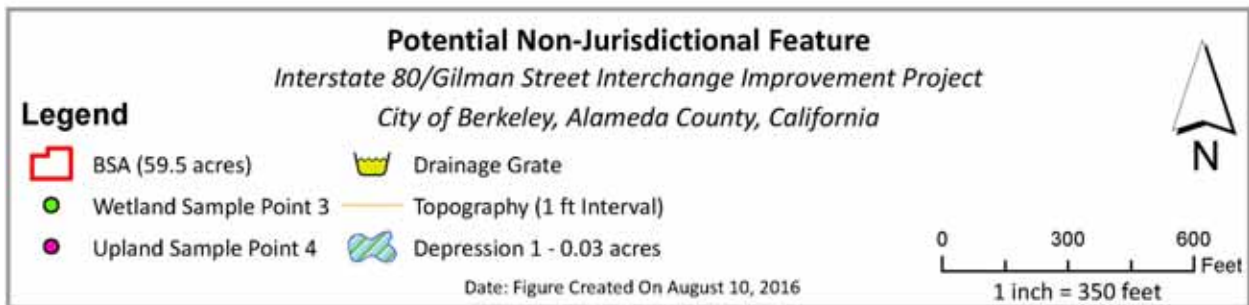 Potential Non-Jurisdictional Feature
Interstate 80/Gilman Street Interchange Improvement Project
City of Berkeley, Alameda County, California
Legend
BSA (59.5 acres)
Wetland Sample Point 3
Upland Sample Point 4
Drainage Grate
Topography (1 ft Interval)
Depression 1 - 0.03 acres
Date: Figure Created On August 10, 2016
N
0 300 600
Feet
1 inch = 350 feet